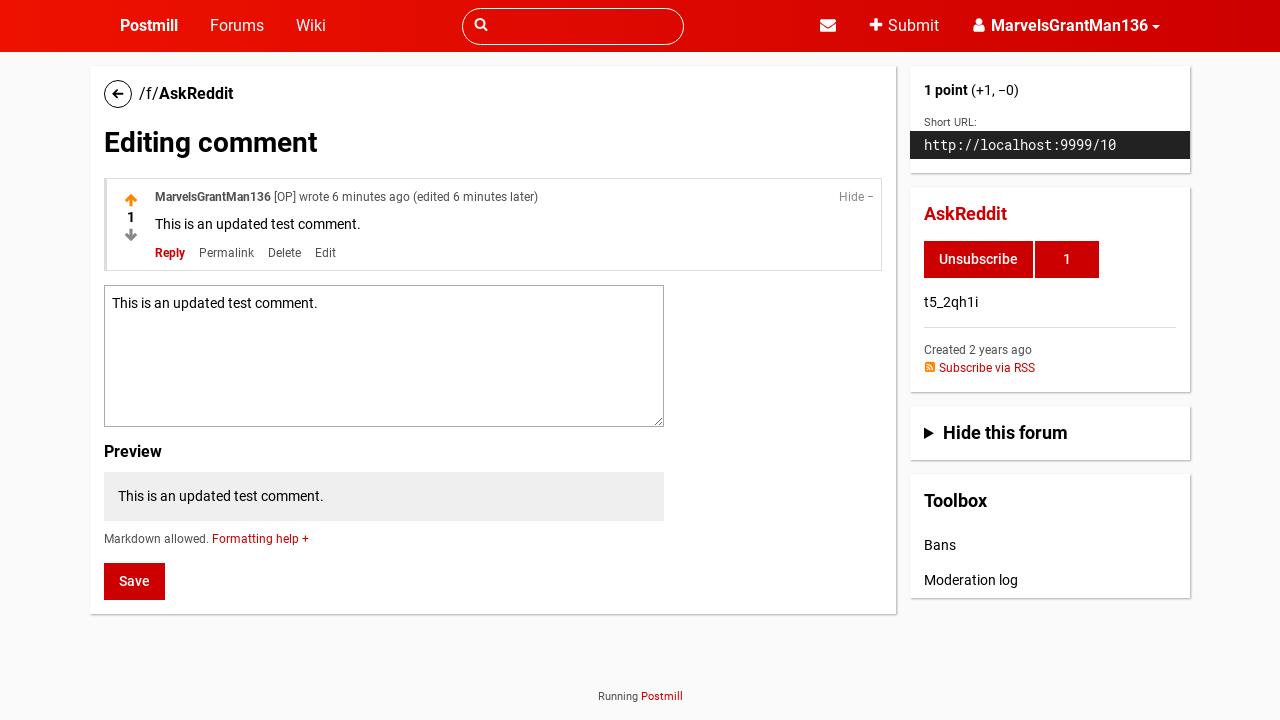 Postmill Forums Wiki Submit MarvelsGrantMan136
/f/AskReddit
Editing comment
MarvelsGrantMan136 [OP] wrote 6 minutes ago (edited 6 minutes later) Hide −
1
This is an updated test comment.
Reply Permalink Delete Edit
This is an updated test comment.
Preview
This is an updated test comment.
Markdown allowed. Formatting help +
Save
1 point (+1, −0)
Short URL:
http://localhost:9999/10
AskReddit
Unsubscribe 1
t5_2qh1i
Created 2 years ago
Subscribe via RSS
Hide this forum
Toolbox
Bans
Moderation log
Running Postmill